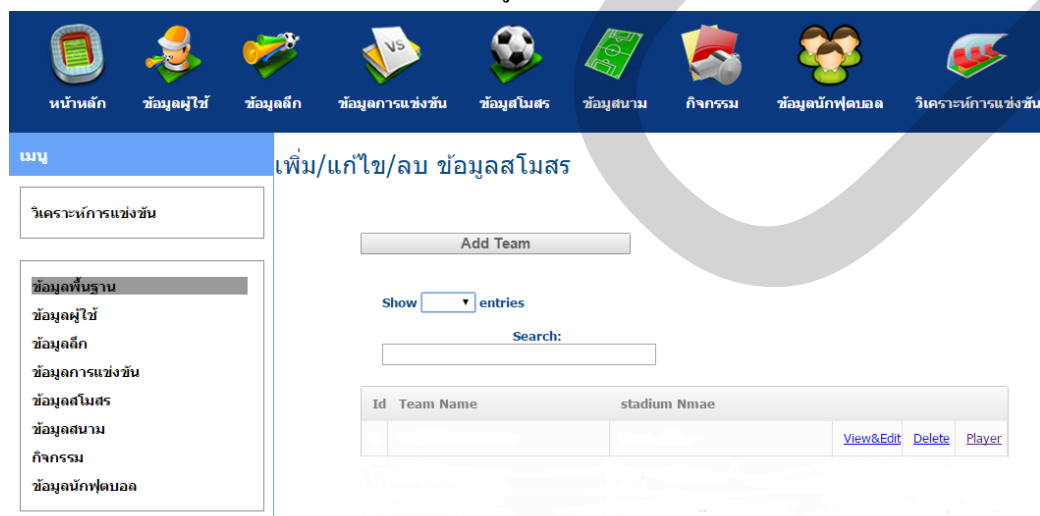 หน้าหลัก ข้อมูลผู้ใช้ ข้อมูลลีก ข้อมูลการแข่งขัน ข้อมูลสโมสร ข้อมูลสนาม กิจกรรม ข้อมูลนักฟุตบอล วิเคราะห์การแข่งขัน
VS
เมนู
เพิ่ม/แก้ไข/ลบ ข้อมูลสโมสร
วิเคราะห์การแข่งขัน
Add Team
ข้อมูลพื้นฐาน
ข้อมูลผู้ใช้
ข้อมูลลีก
ข้อมูลการแข่งขัน
ข้อมูลสโมสร
ข้อมูลสนาม
กิจกรรม
ข้อมูลนักฟุตบอล
Show entries
Search:
Id Team Name stadium Nmae
View&Edit Delete Player